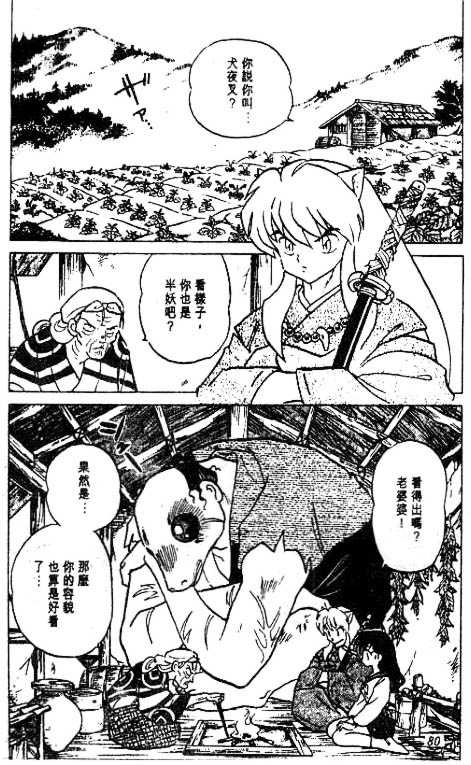 你說你叫…
犬夜叉？
ザ
ア…
看樣子，
你也是
半妖吧？
看得出嗎？
老婆婆！
果然是…
那麼
你的容貌
也算是好看
了…
80